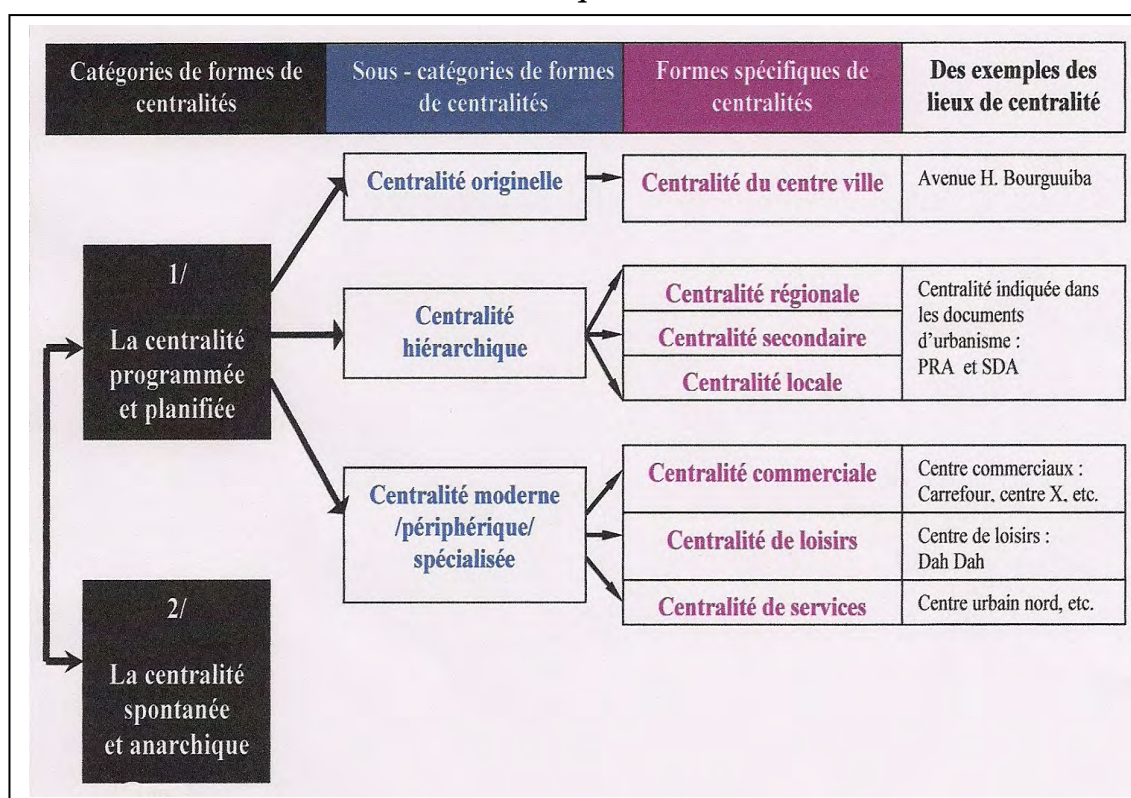 Catégories de formes de
centralités
Sous - catégories de formes
de centralités
Formes spécifiques de
centralités
Des exemples des
lieux de centralité
Centralité originelle
Centralité du centre ville
Avenue H. Bourguuiba
1/
La centralité
programmée
et planifiée
Centralité
hiérarchique
Centralité régionale
Centralité secondaire
Centralité locale
Centralité indiquée dans
les documents
d'urbanisme :
PRA et SDA
Centralité moderne
/périphérique/
spécialisée
Centralité commerciale
Centre commerciaux :
Carrefour, centre X, etc.
Centralité de loisirs
Centre de loisirs :
Dah Dah
Centralité de services
Centre urbain nord, etc.
2/
La centralité
spontanée
et anarchique